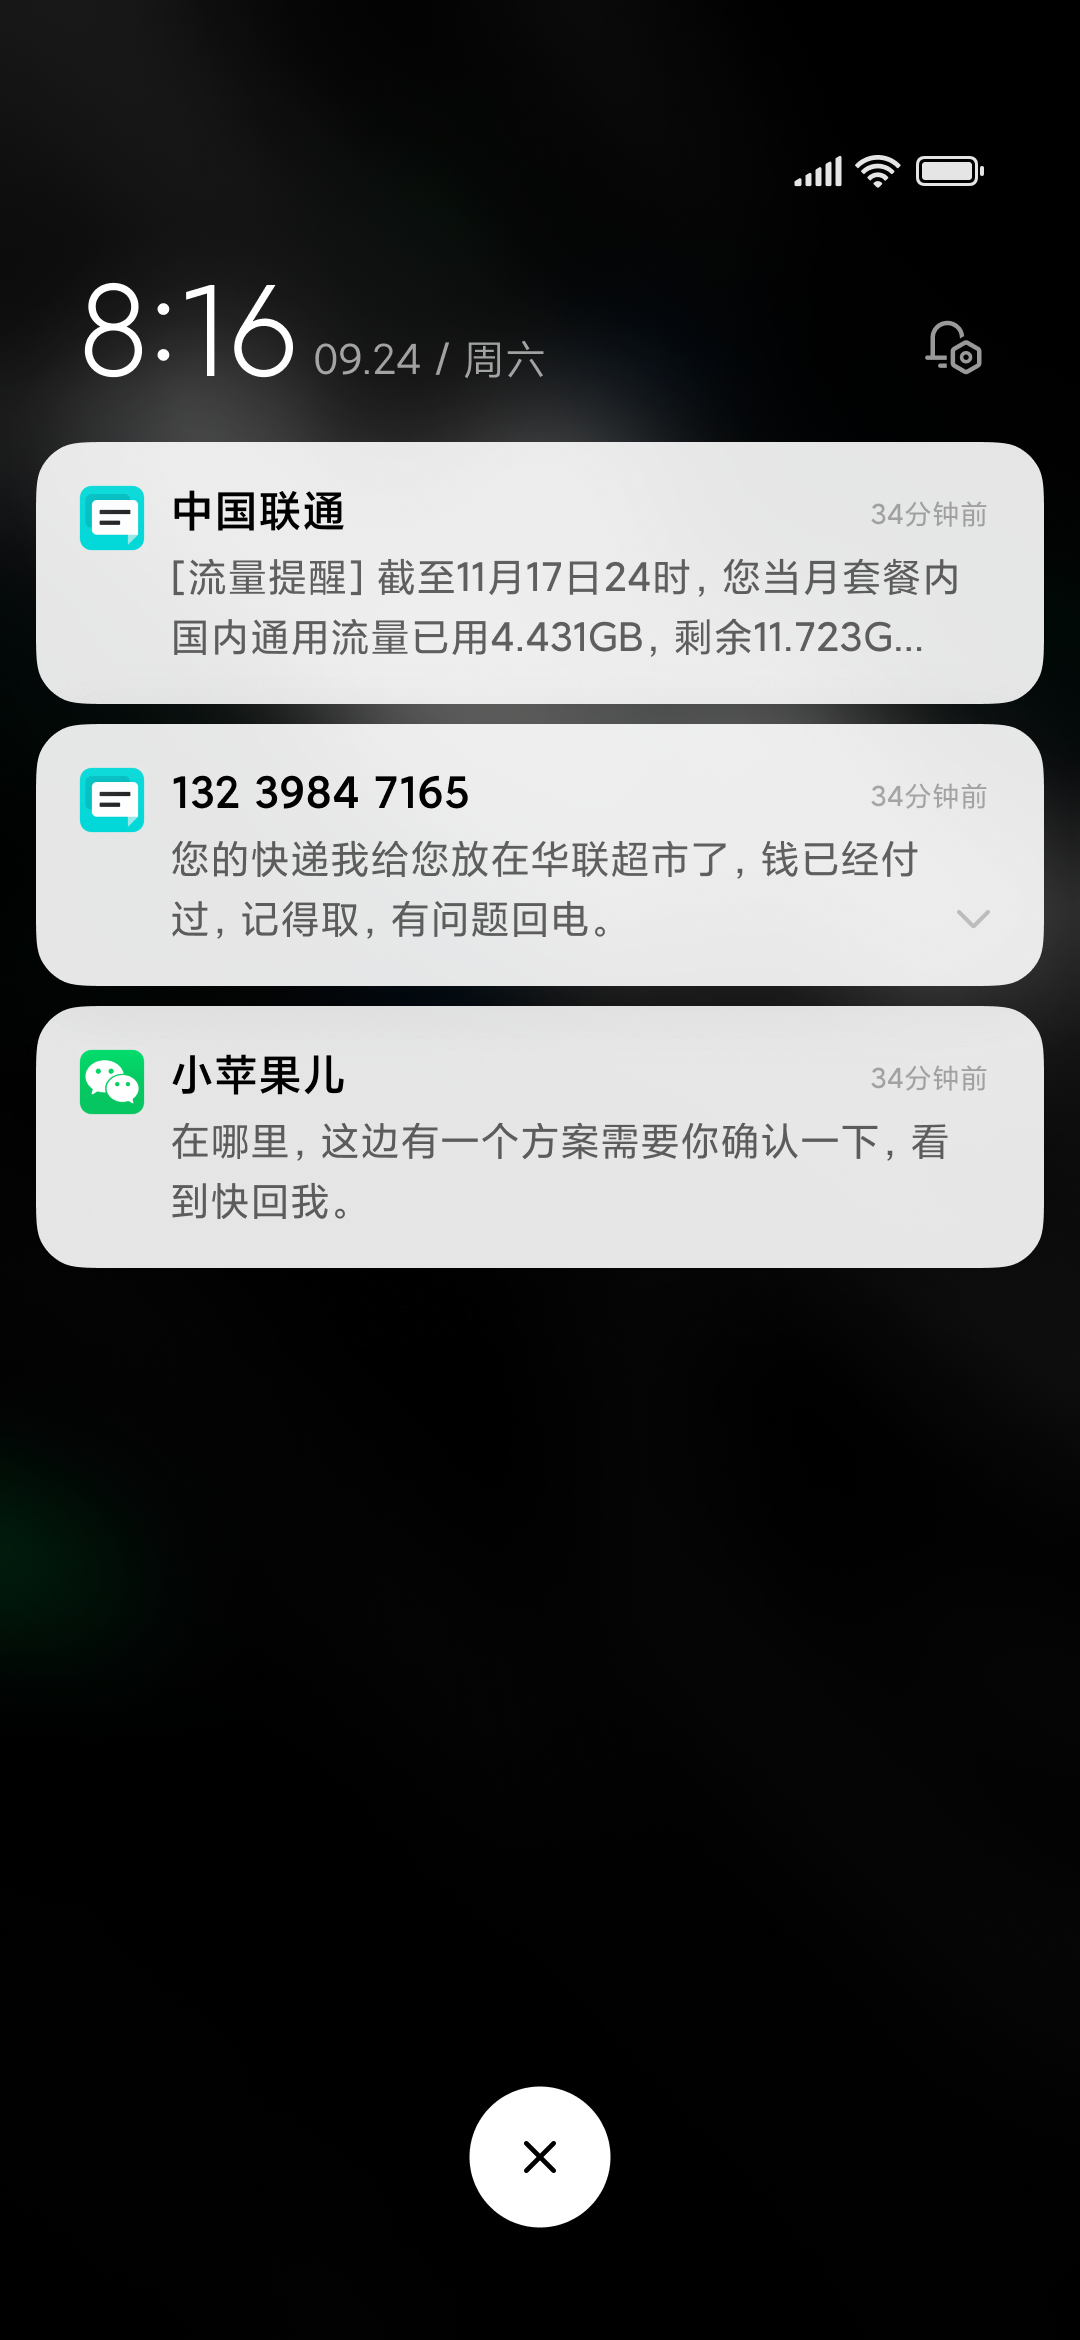 8:16 09.24 / 周六
中国联通 34分钟前
[流量提醒] 截至11月17日24时, 您当月套餐内
国内通用流量已用4.431GB, 剩余11.723G...
132 3984 7165 34分钟前
您的快递我给您放在华联超市了, 钱已经付
过, 记得取, 有问题回电。
小苹果儿 34分钟前
在哪里, 这边有一个方案需要你确认一下, 看
到快回我。